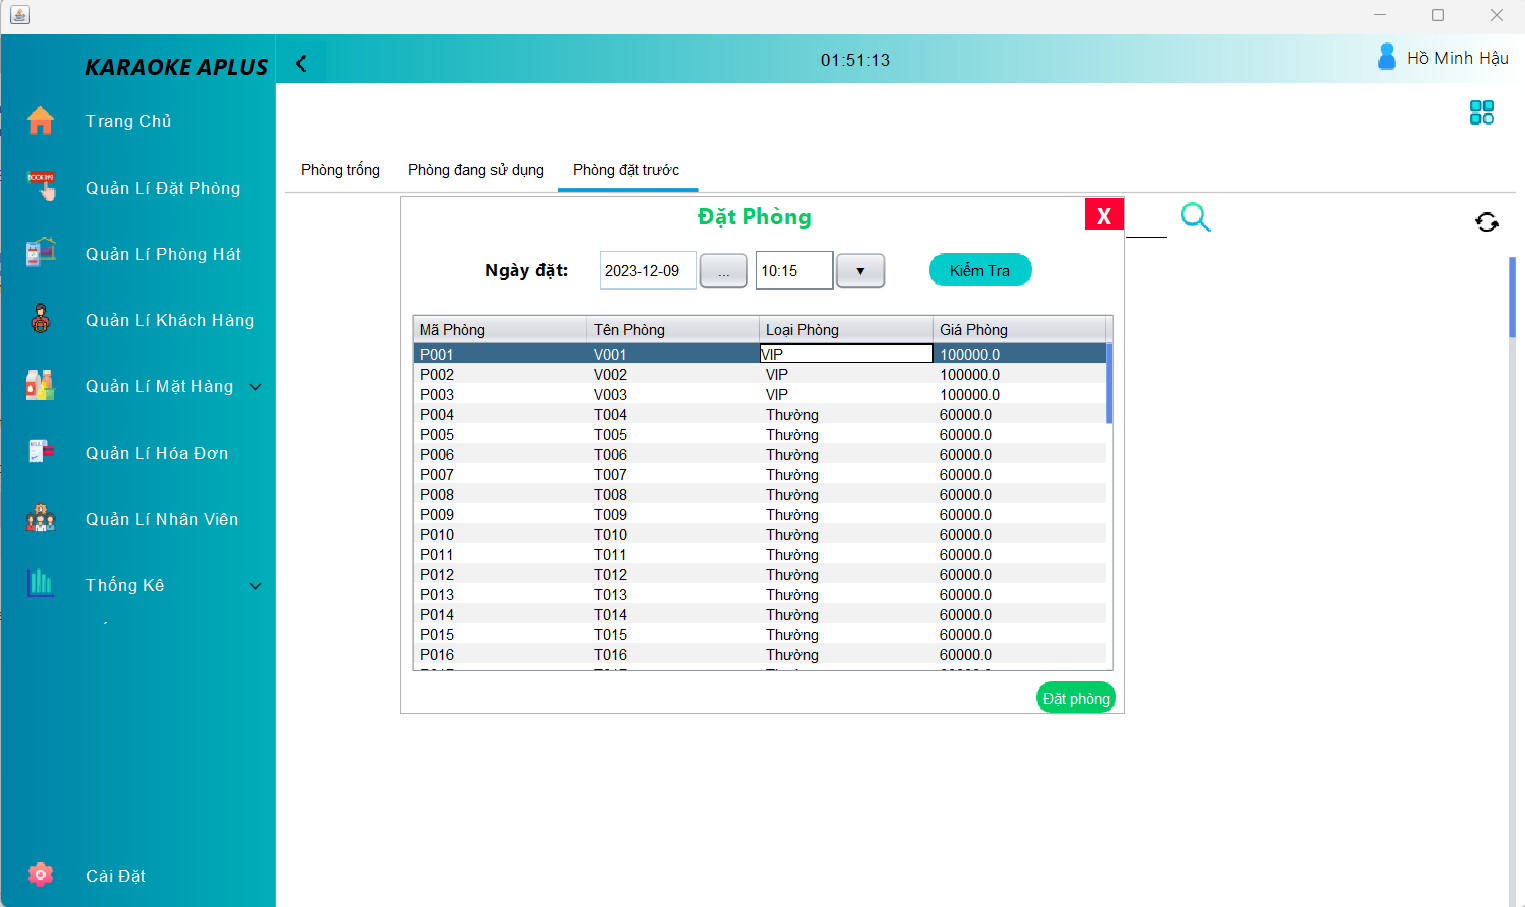 KARAOKE APLUS
01:51:13
Hồ Minh Hậu
Trang Chủ
Quản Lí Đặt Phòng
Quản Lí Phòng Hát
Quản Lí Khách Hàng
Quản Lí Mặt Hàng
Quản Lí Hóa Đơn
Quản Lí Nhân Viên
Thống Kê
Cài Đặt
Phòng trống Phòng đang sử dụng Phòng đặt trước
Đặt Phòng X
Ngày đặt: 2023-12-09 ... 10:15 Kiểm Tra
Mã Phòng Tên Phòng Loại Phòng Giá Phòng
P001 V001 VIP 100000.0
P002 V002 VIP 100000.0
P003 V003 VIP 100000.0
P004 T004 Thường 60000.0
P005 T005 Thường 60000.0
P006 T006 Thường 60000.0
P007 T007 Thường 60000.0
P008 T008 Thường 60000.0
P009 T009 Thường 60000.0
P010 T010 Thường 60000.0
P011 T011 Thường 60000.0
P012 T012 Thường 60000.0
P013 T013 Thường 60000.0
P014 T014 Thường 60000.0
P015 T015 Thường 60000.0
P016 T016 Thường 60000.0
Đặt phòng